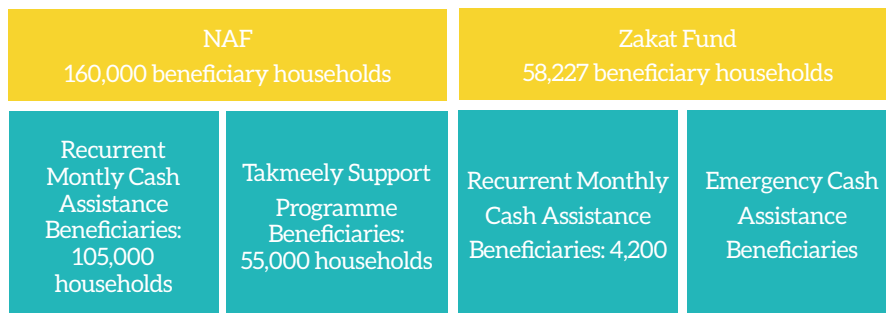 NAF
160,000 beneficiary households
Zakat Fund
58,227 beneficiary households
Recurrent
Montly Cash
Assistance
Beneficiaries:
105,000
households
Takmeely Support
Programme
Beneficiaries:
55,000 households
Recurrent Monthly
Cash Assistance
Beneficiaries: 4,200
Emergency Cash
Assistance
Beneficiaries